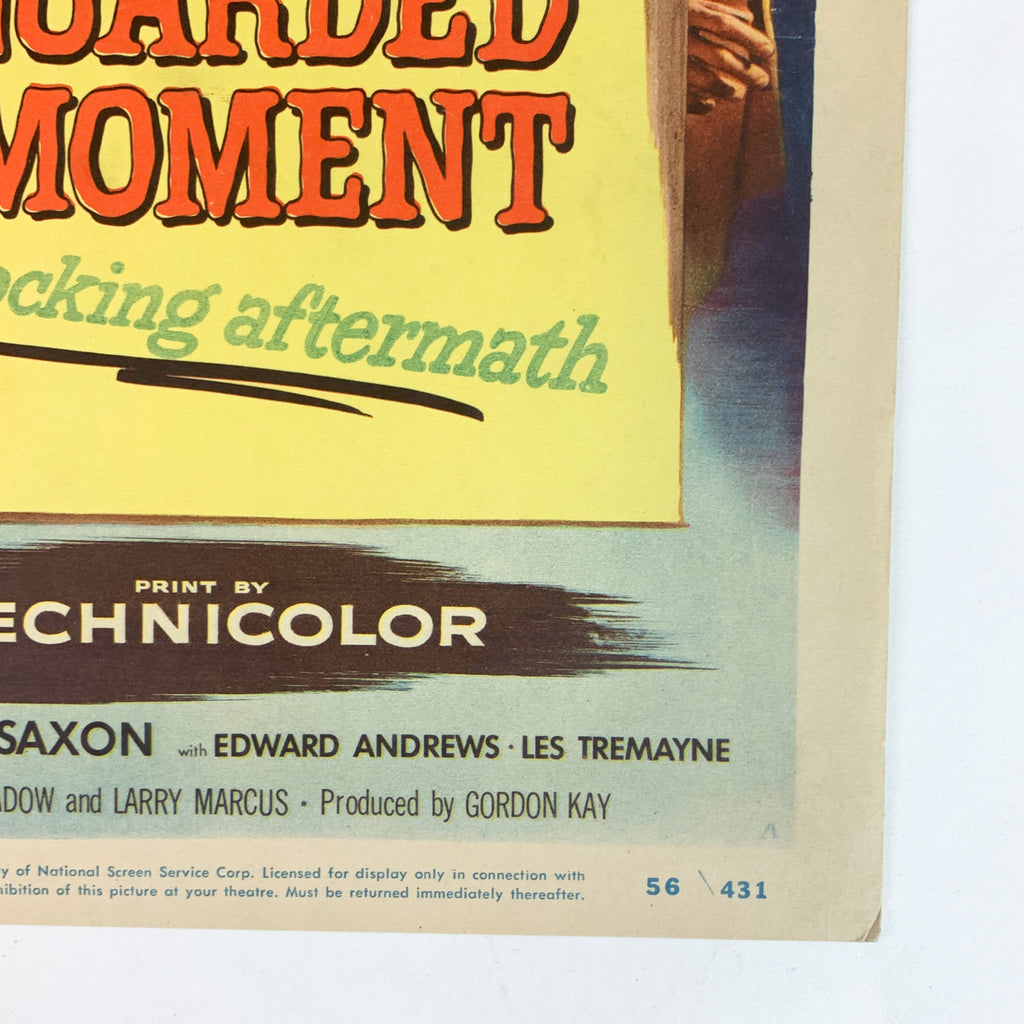 GUARDED
MOMENT
ocking aftermath
PRINT BY
ECHNICOLOR
SAXON with EDWARD ANDREWS · LES TREMAYNE
ADOW and LARRY MARCUS · Produced by GORDON KAY
y of National Screen Service Corp. Licensed for display only in connection with
hibition of this picture at your theatre. Must be returned immediately thereafter.
56 \ 431